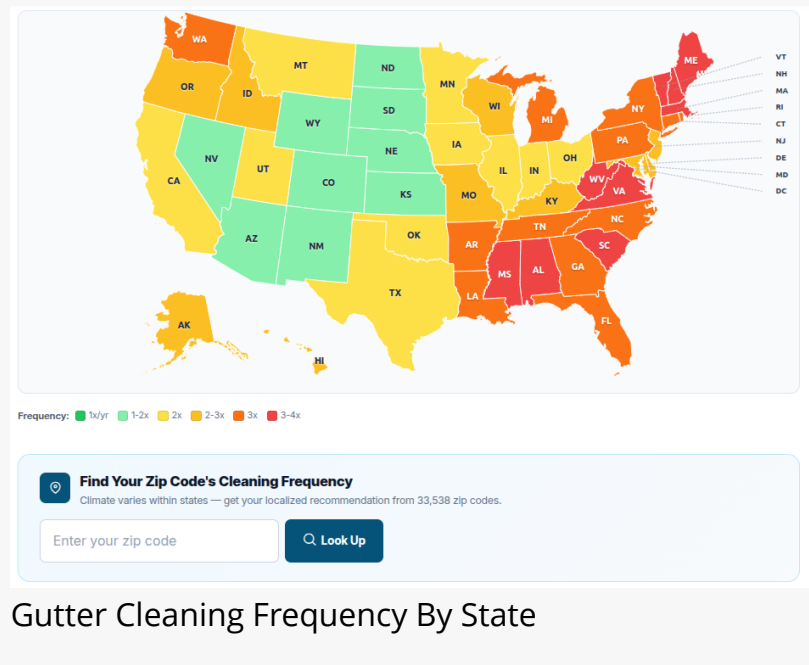 WA
MT
ND
MN
ME
VT
NH
MA
RI
CT
NJ
DE
MD
DC
OR
ID
SD
WI
MI
NY
WY
NE
IA
PA
NV
UT
CO
KS
IL
IN
OH
WV
VA
CA
MO
KY
NC
AZ
NM
OK
AR
TN
SC
MS
AL
GA
TX
LA
FL
AK
HI
Frequency: 1x/yr 1-2x 2x 2-3x 3x 3-4x
Find Your Zip Code's Cleaning Frequency
Climate varies within states — get your localized recommendation from 33,538 zip codes.
Enter your zip code Look Up
Gutter Cleaning Frequency By State